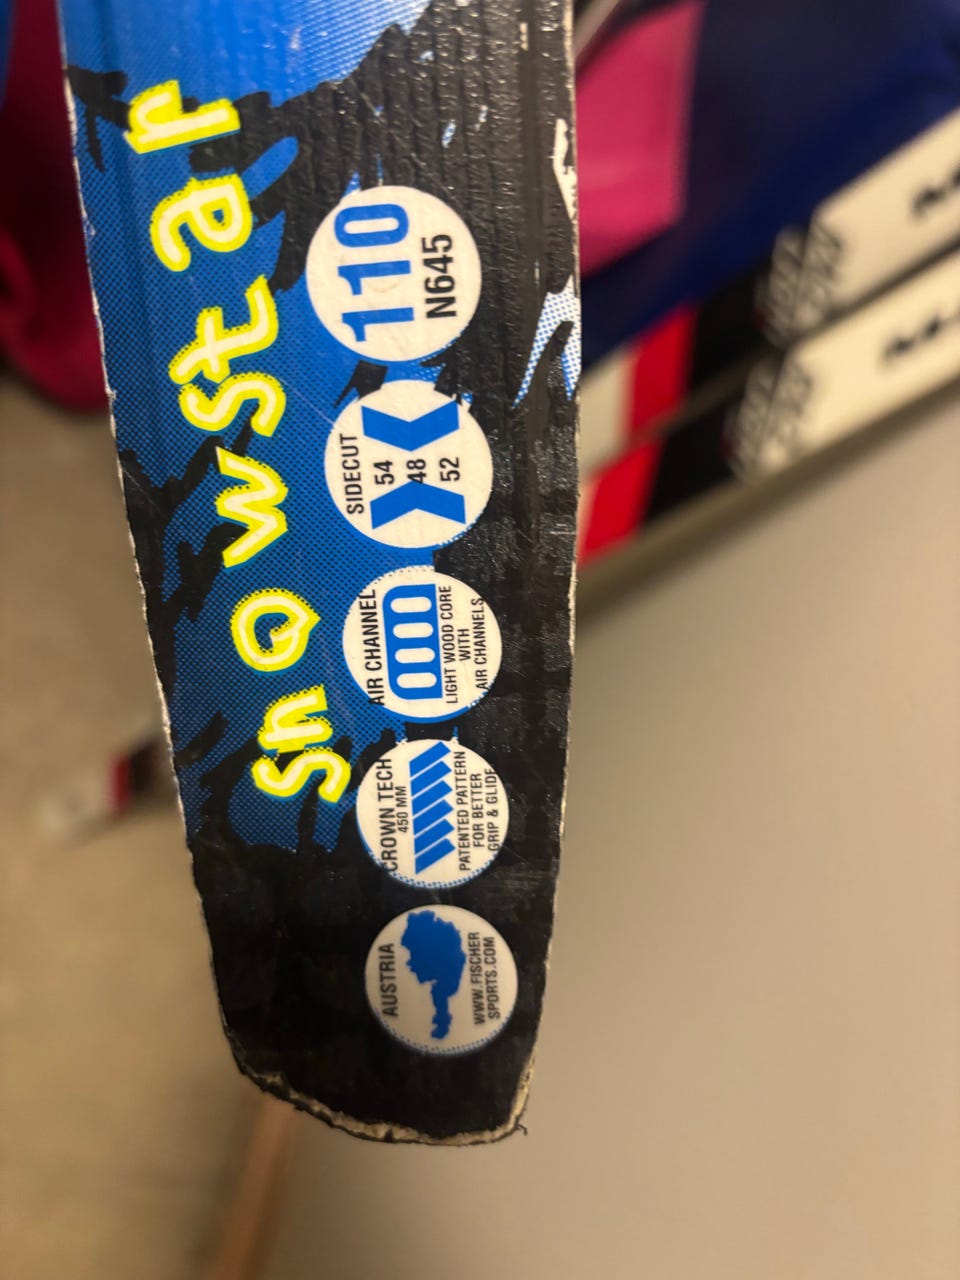 snowstar
110
N645
SIDECUT
54
48
52
AIR CHANNEL
LIGHT WOOD CORE
WITH
AIR CHANNELS
CROWN TECH
450 MM
PATENTED PATTERN
FOR BETTER
GRIP & GLIDE
AUSTRIA
WWW.FISCHER
SPORTS.COM